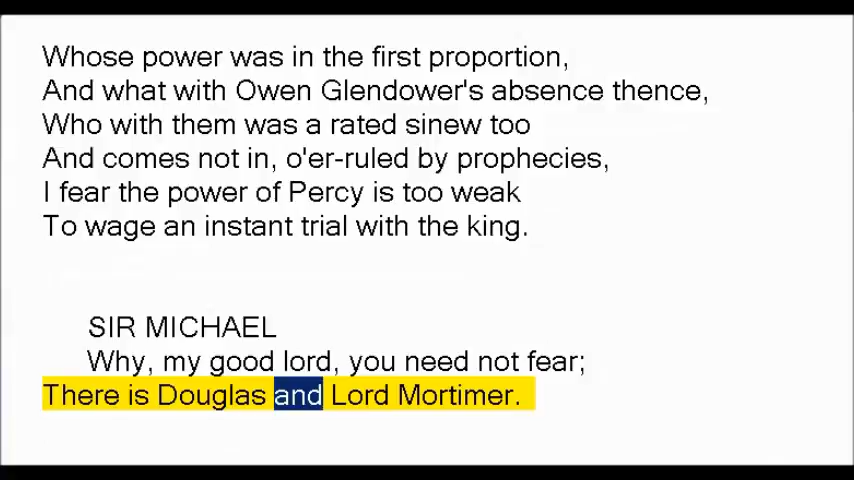 Whose power was in the first proportion,
And what with Owen Glendower's absence thence,
Who with them was a rated sinew too
And comes not in, o'er-ruled by prophecies,
I fear the power of Percy is too weak
To wage an instant trial with the king.
SIR MICHAEL
Why, my good lord, you need not fear;
There is Douglas and Lord Mortimer.